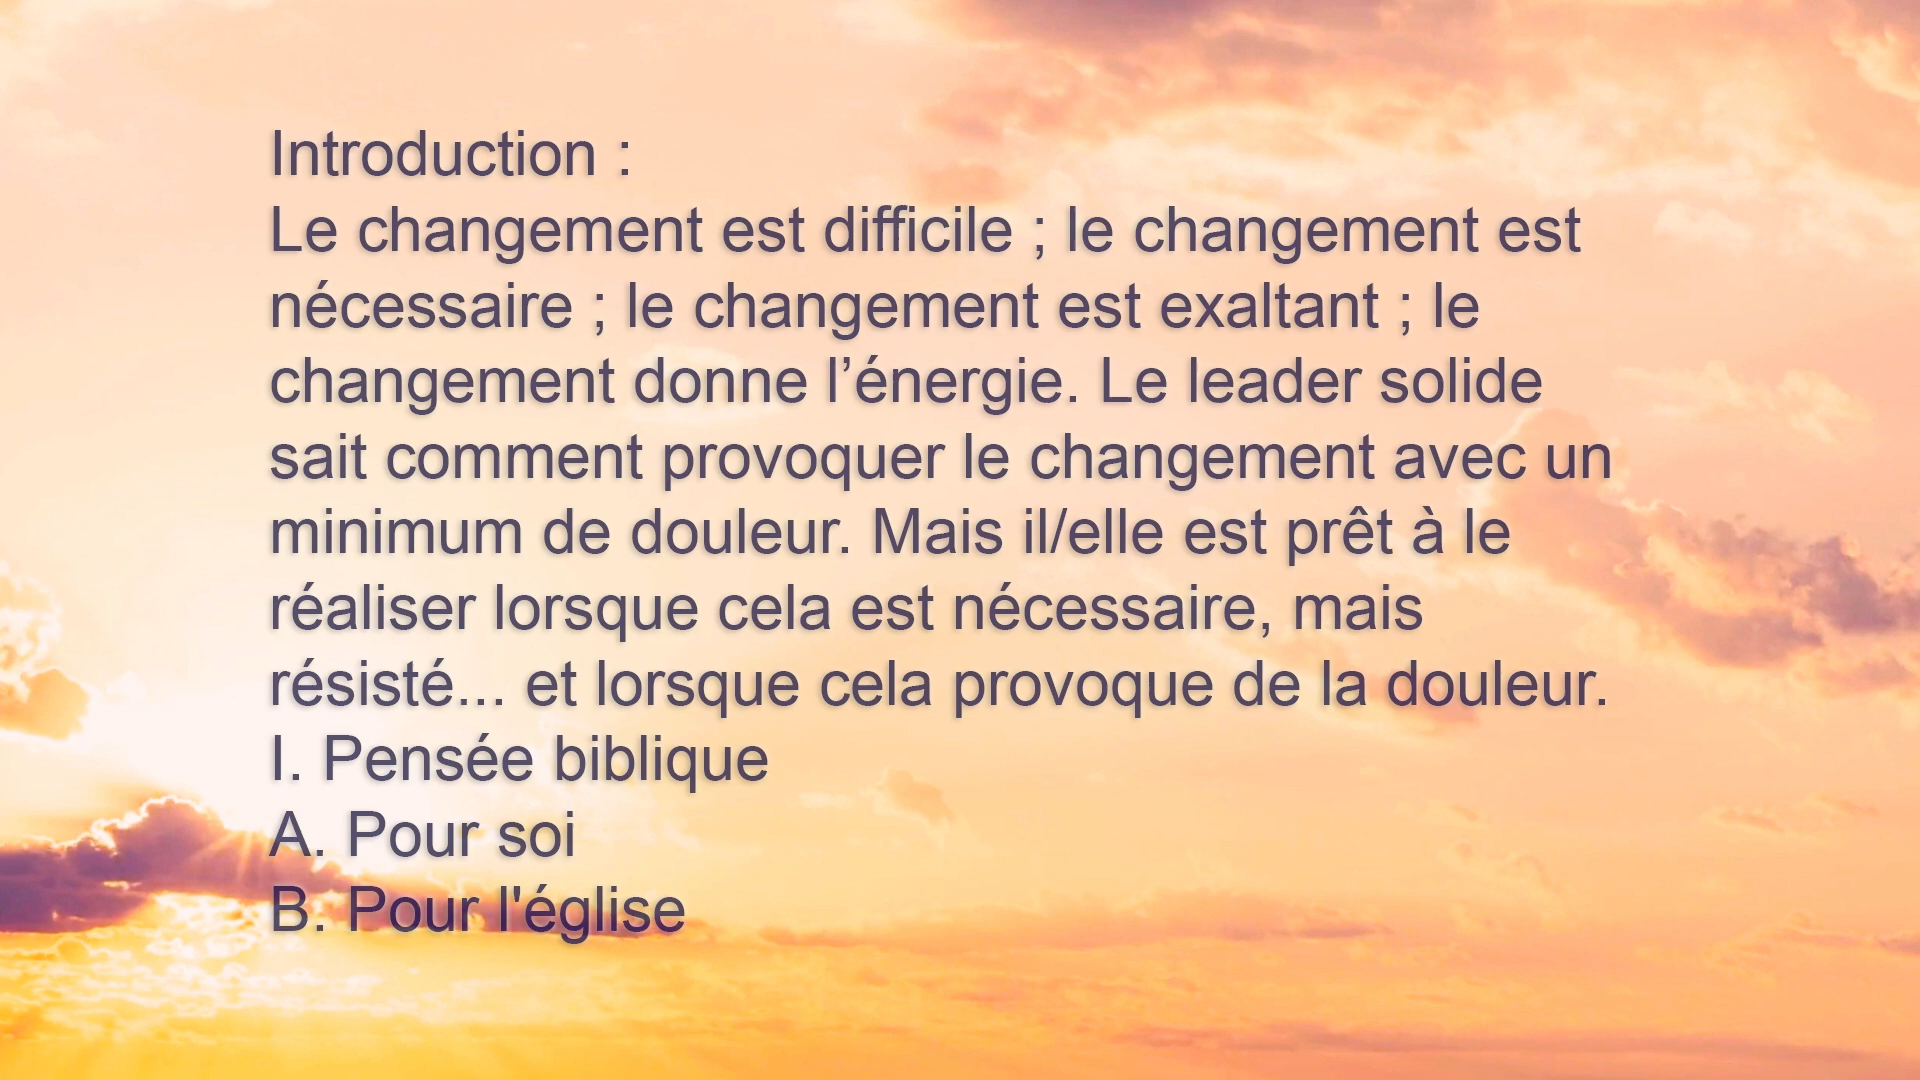 Introduction :
Le changement est difficile ; le changement est
nécessaire ; le changement est exaltant ; le
changement donne l’énergie. Le leader solide
sait comment provoquer le changement avec un
minimum de douleur. Mais il/elle est prêt à le
réaliser lorsque cela est nécessaire, mais
résisté... et lorsque cela provoque de la douleur.
I. Pensée biblique
A. Pour soi
B. Pour l'église